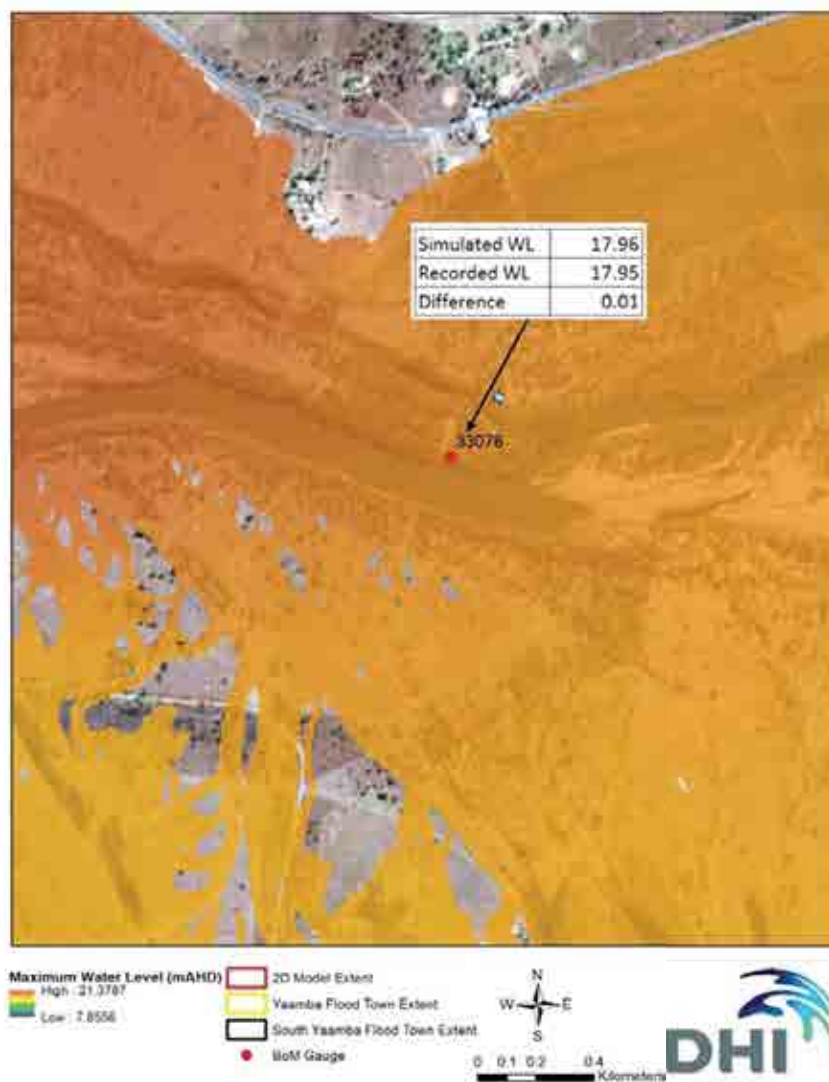 Simulated WL 17.96
Recorded WL 17.95
Difference 0.01
33076
Maximum Water Level (mAHD)
High : 21.3787
Low : 7.8556
2D Model Extent
Yaamba Flood Town Extent
South Yaamba Flood Town Extent
BoM Gauge
N
W E
S
0 0.1 0.2 0.4
Kilometers
DHI